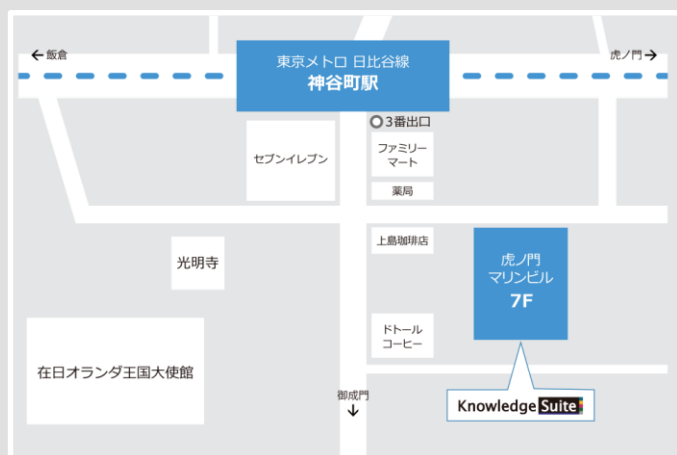 ← 飯倉
東京メトロ 日比谷線
神谷町駅
虎ノ門 →
3番出口
セブンイレブン
ファミリー
マート
薬局
上島珈琲店
光明寺
虎ノ門
マリンビル
7F
ドトール
コーヒー
在日オランダ王国大使館
御成門
↓
Knowledge Suite